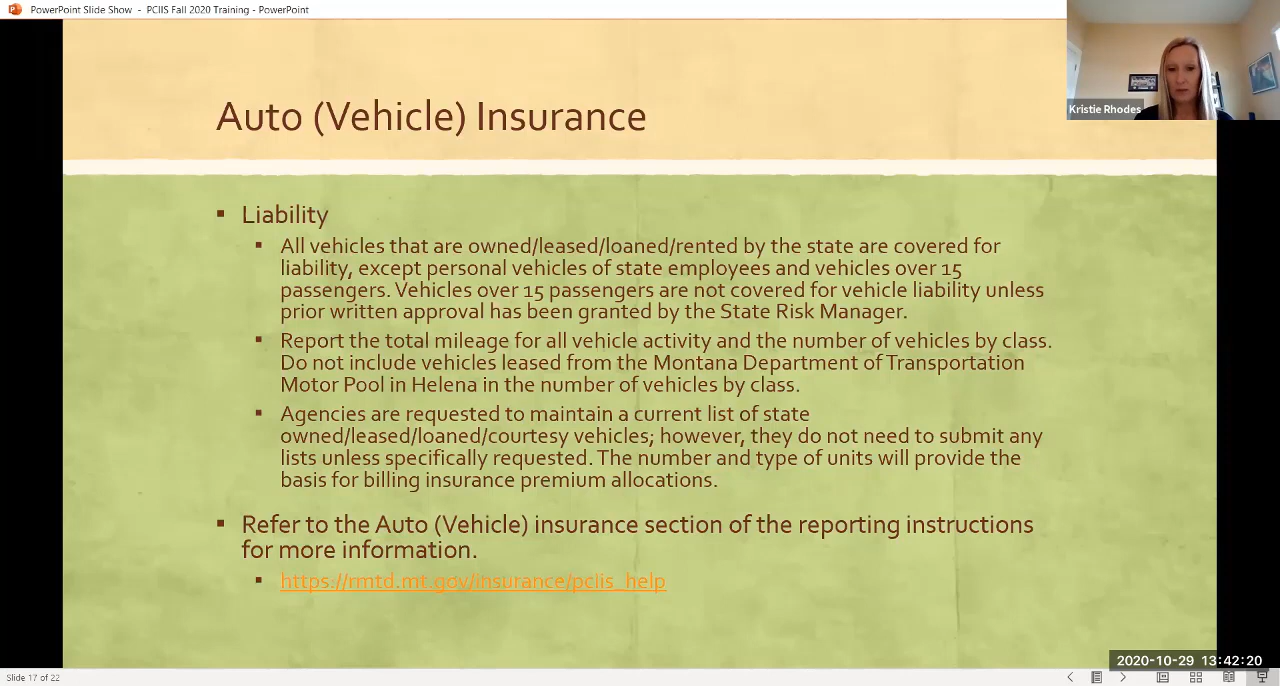 PowerPoint Slide Show - PCIIS Fall 2020 Training - PowerPoint
Kristie Rhodes
Auto (Vehicle) Insurance
▪ Liability
▪ All vehicles that are owned/leased/loaned/rented by the state are covered for
liability, except personal vehicles of state employees and vehicles over 15
passengers. Vehicles over 15 passengers are not covered for vehicle liability unless
prior written approval has been granted by the State Risk Manager.
▪ Report the total mileage for all vehicle activity and the number of vehicles by class.
Do not include vehicles leased from the Montana Department of Transportation
Motor Pool in Helena in the number of vehicles by class.
▪ Agencies are requested to maintain a current list of state
owned/leased/loaned/courtesy vehicles; however, they do not need to submit any
lists unless specifically requested. The number and type of units will provide the
basis for billing insurance premium allocations.
▪ Refer to the Auto (Vehicle) insurance section of the reporting instructions
for more information.
▪ https://rmtd.mt.gov/insurance/pciis_help
2020-10-29 13:42:20
Slide 17 of 22